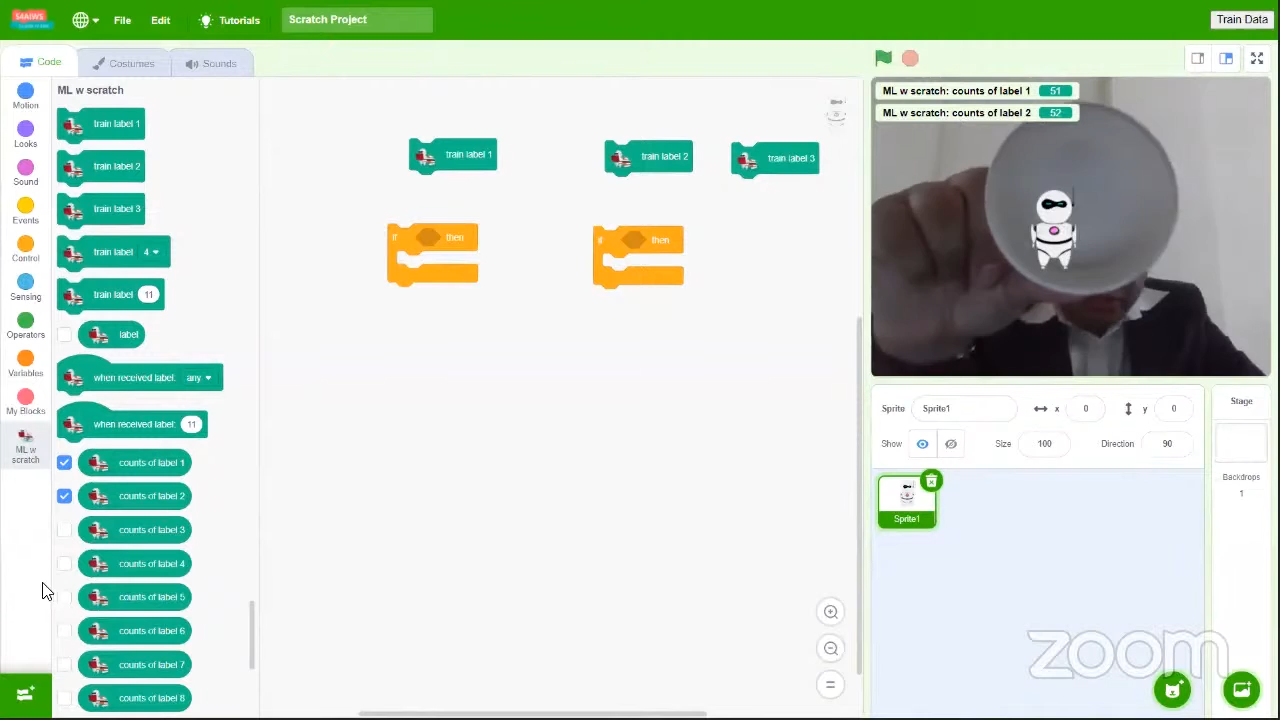 S4AIWS
File
Edit
Tutorials
Scratch Project
Train Data
Code
Costumes
Sounds
Motion
Looks
Sound
Events
Control
Sensing
Operators
Variables
My Blocks
ML w
scratch
ML w scratch
train label 1
train label 2
train label 3
train label 4
train label 11
label
when received label: any
when received label: 11
counts of label 1
counts of label 2
counts of label 3
counts of label 4
counts of label 5
counts of label 6
counts of label 7
counts of label 8
train label 1
train label 2
train label 3
if then
if then
ML w scratch: counts of label 1 51
ML w scratch: counts of label 2 52
Sprite Sprite1 x 0 y 0
Show Size 100 Direction 90
Sprite1
Stage
Backdrops
1
zoom